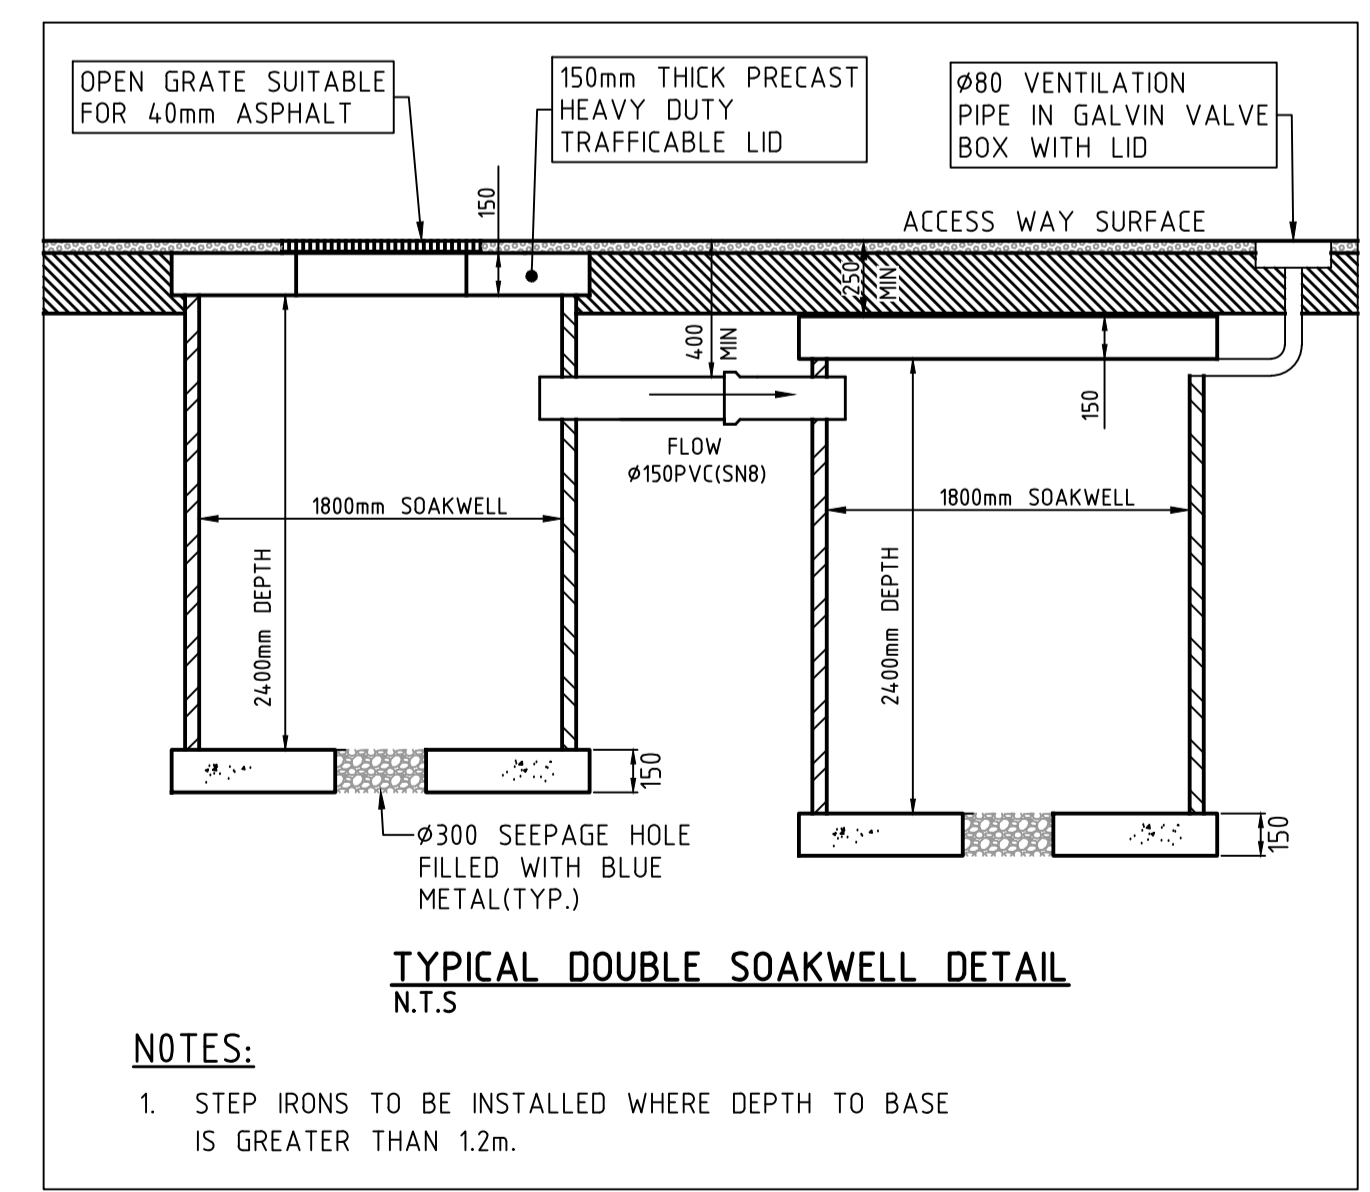 OPEN GRATE SUITABLE
FOR 40mm ASPHALT
150mm THICK PRECAST
HEAVY DUTY
TRAFFICABLE LID
Ø80 VENTILATION
PIPE IN GALVIN VALVE
BOX WITH LID
150
ACCESS WAY SURFACE
250
MIN
400
MIN
150
FLOW
Ø150PVC(SN8)
1800mm SOAKWELL
1800mm SOAKWELL
2400mm DEPTH
2400mm DEPTH
150
150
Ø300 SEEPAGE HOLE
FILLED WITH BLUE
METAL(TYP.)
TYPICAL DOUBLE SOAKWELL DETAIL
N.T.S
NOTES:
1. STEP IRONS TO BE INSTALLED WHERE DEPTH TO BASE
IS GREATER THAN 1.2m.